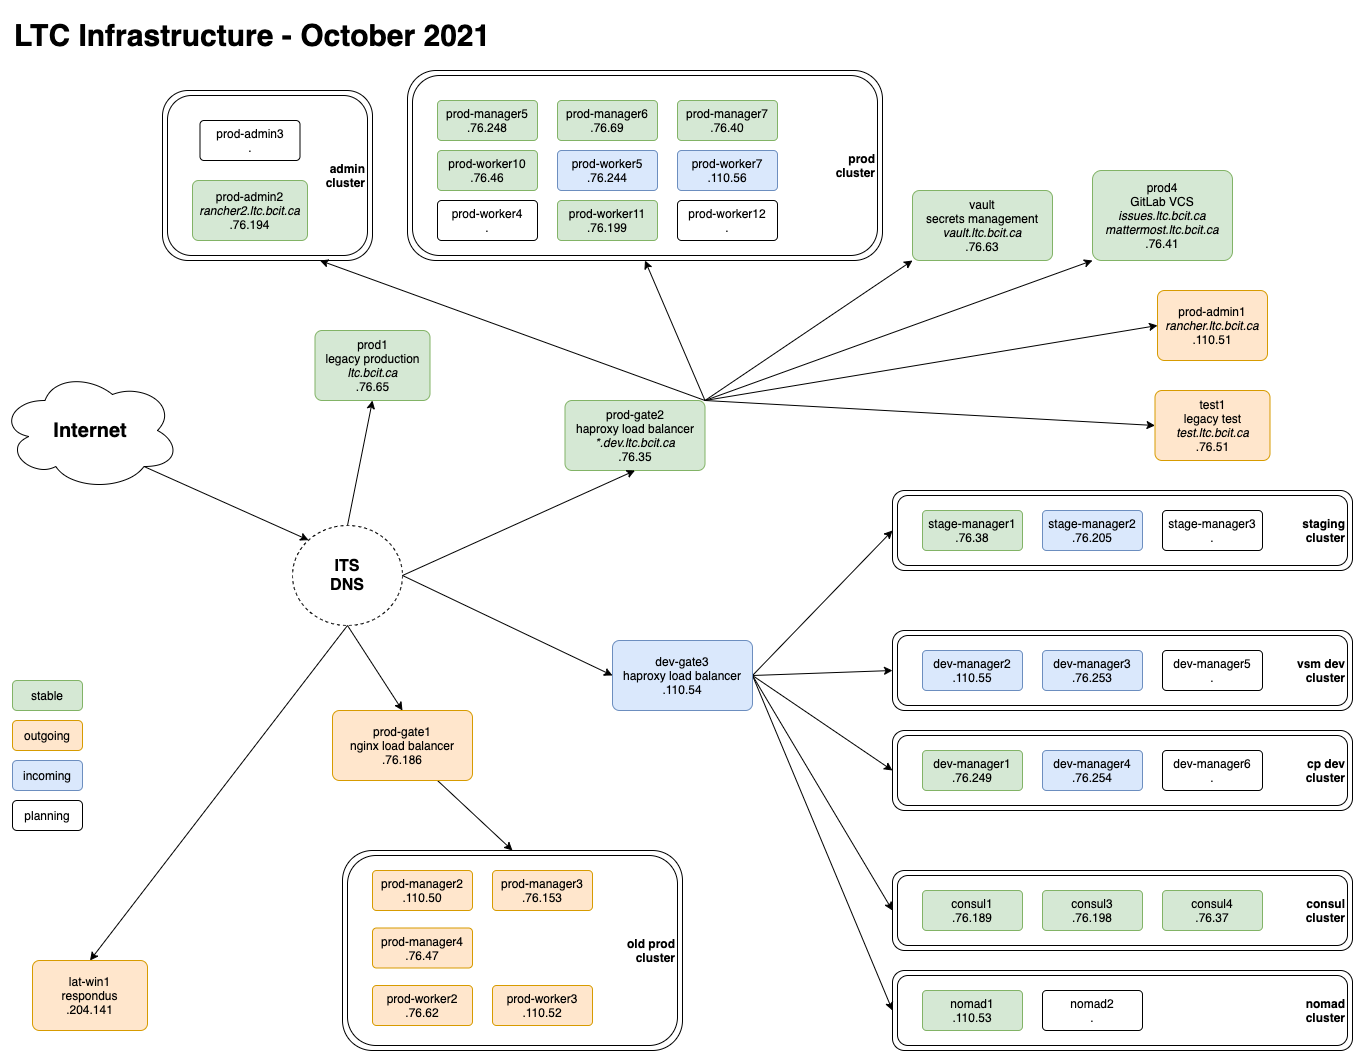 LTC Infrastructure - October 2021
prod-admin3
.
admin
cluster
prod-admin2
rancher2.ltc.bcit.ca
.76.194
prod-manager5
.76.248
prod-manager6
.76.69
prod-manager7
.76.40
prod-worker10
.76.46
prod-worker5
.76.244
prod-worker7
.110.56
prod
cluster
prod-worker4
.
prod-worker11
.76.199
prod-worker12
.
vault
secrets management
vault.ltc.bcit.ca
.76.63
prod4
GitLab VCS
issues.ltc.bcit.ca
mattermost.ltc.bcit.ca
.76.41
prod-admin1
rancher.ltc.bcit.ca
.110.51
prod1
legacy production
ltc.bcit.ca
.76.65
Internet
prod-gate2
haproxy load balancer
*.dev.ltc.bcit.ca
.76.35
test1
legacy test
test.ltc.bcit.ca
.76.51
ITS
DNS
stage-manager1
.76.38
stage-manager2
.76.205
stage-manager3
.
staging
cluster
dev-gate3
haproxy load balancer
.110.54
dev-manager2
.110.55
dev-manager3
.76.253
dev-manager5
.
vsm dev
cluster
stable
outgoing
incoming
planning
prod-gate1
nginx load balancer
.76.186
dev-manager1
.76.249
dev-manager4
.76.254
dev-manager6
.
cp dev
cluster
prod-manager2
.110.50
prod-manager3
.76.153
prod-manager4
.76.47
old prod
cluster
prod-worker2
.76.62
prod-worker3
.110.52
consul1
.76.189
consul3
.76.198
consul4
.76.37
consul
cluster
lat-win1
respondus
.204.141
nomad1
.110.53
nomad2
.
nomad
cluster